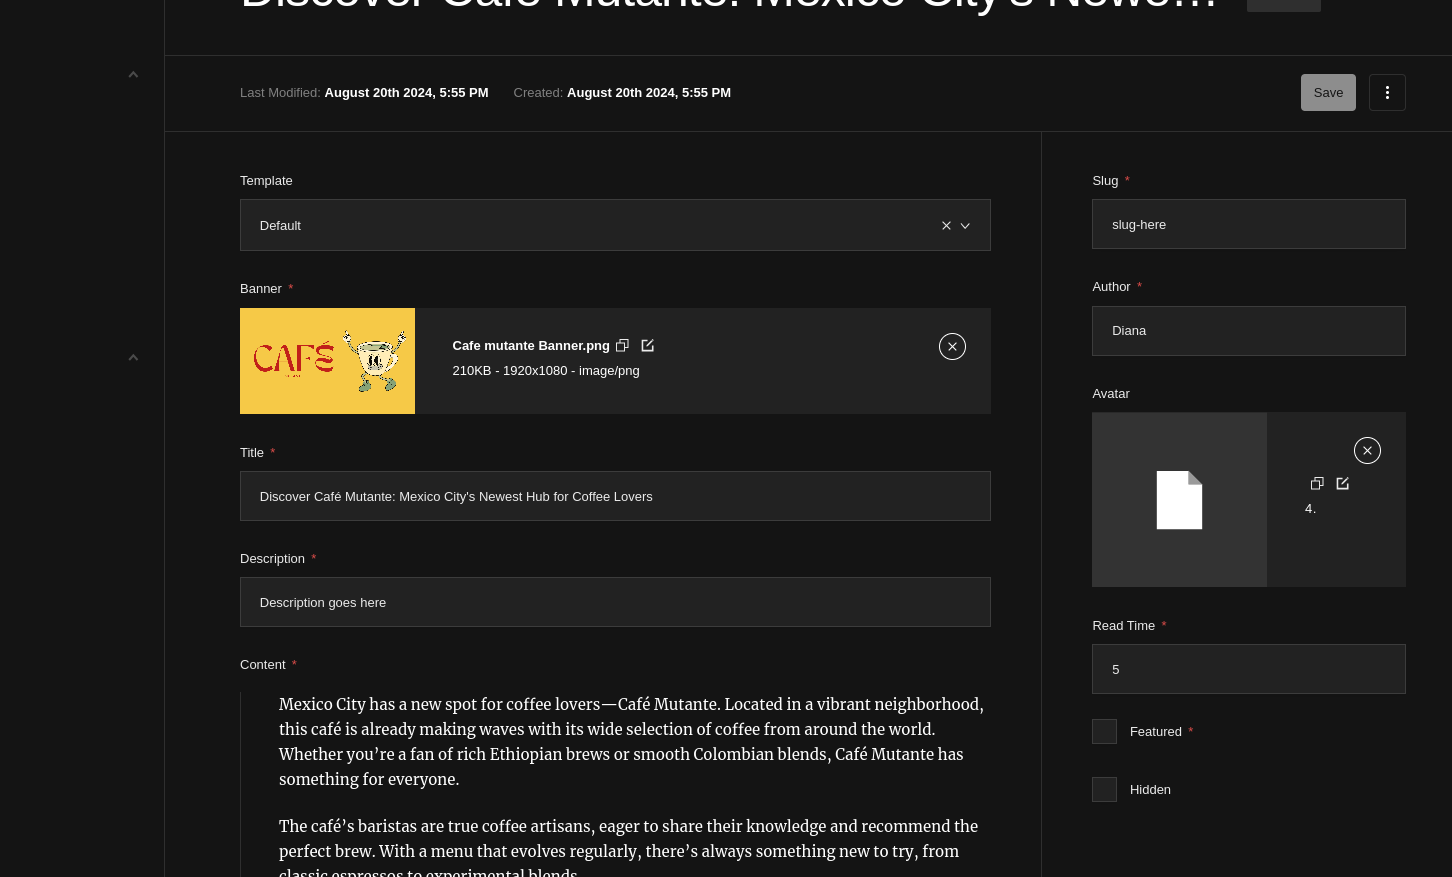 Discover Café Mutante: Mexico City's Newe…
Last Modified: August 20th 2024, 5:55 PM Created: August 20th 2024, 5:55 PM
Save
Template
Default
Banner *
CAFÉ
Cafe mutante Banner.png
210KB - 1920x1080 - image/png
Title *
Discover Café Mutante: Mexico City's Newest Hub for Coffee Lovers
Description *
Description goes here
Content *
Mexico City has a new spot for coffee lovers—Café Mutante. Located in a vibrant neighborhood,
this café is already making waves with its wide selection of coffee from around the world.
Whether you’re a fan of rich Ethiopian brews or smooth Colombian blends, Café Mutante has
something for everyone.
The café’s baristas are true coffee artisans, eager to share their knowledge and recommend the
perfect brew. With a menu that evolves regularly, there’s always something new to try, from
classic espressos to experimental blends.
Slug *
slug-here
Author *
Diana
Avatar
4.
Read Time *
5
Featured *
Hidden